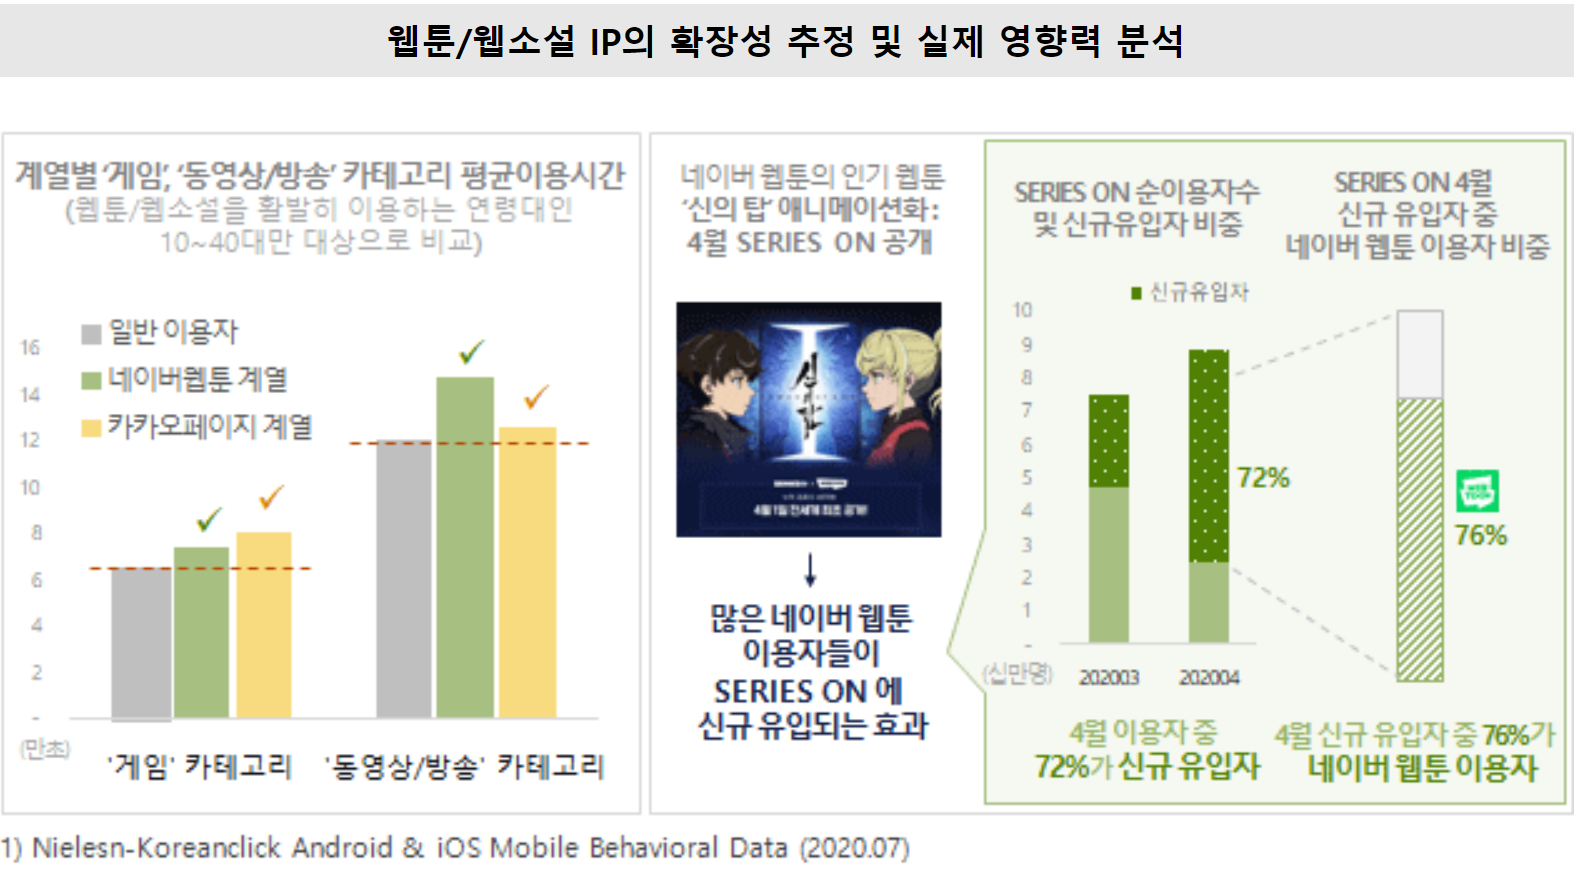 웹툰/웹소설 IP의 확장성 추정 및 실제 영향력 분석
계열별 ‘게임’, ‘동영상/방송’ 카테고리 평균이용시간
(웹툰/웹소설을 활발히 이용하는 연령대인
10~40대만 대상으로 비교)
일반 이용자
네이버웹툰 계열
카카오페이지 계열
16
14
12
10
8
6
4
2
-
(만초)
'게임' 카테고리
'동영상/방송' 카테고리
네이버 웹툰의 인기 웹툰
‘신의 탑’ 애니메이션화 :
4월 SERIES ON 공개
4월 1일 전세계 최초 공개!
많은 네이버 웹툰
이용자들이
SERIES ON 에
신규 유입되는 효과
SERIES ON 순이용자수
및 신규유입자 비중
신규유입자
10
9
8
7
6
5
4
3
2
1
-
(십만명)
72%
202003
202004
4월 이용자 중
72%가 신규 유입자
SERIES ON 4월
신규 유입자 중
네이버 웹툰 이용자 비중
WEB
TOON
76%
4월 신규 유입자 중 76%가
네이버 웹툰 이용자
1) Nielesn-Koreanclick Android & iOS Mobile Behavioral Data (2020.07)